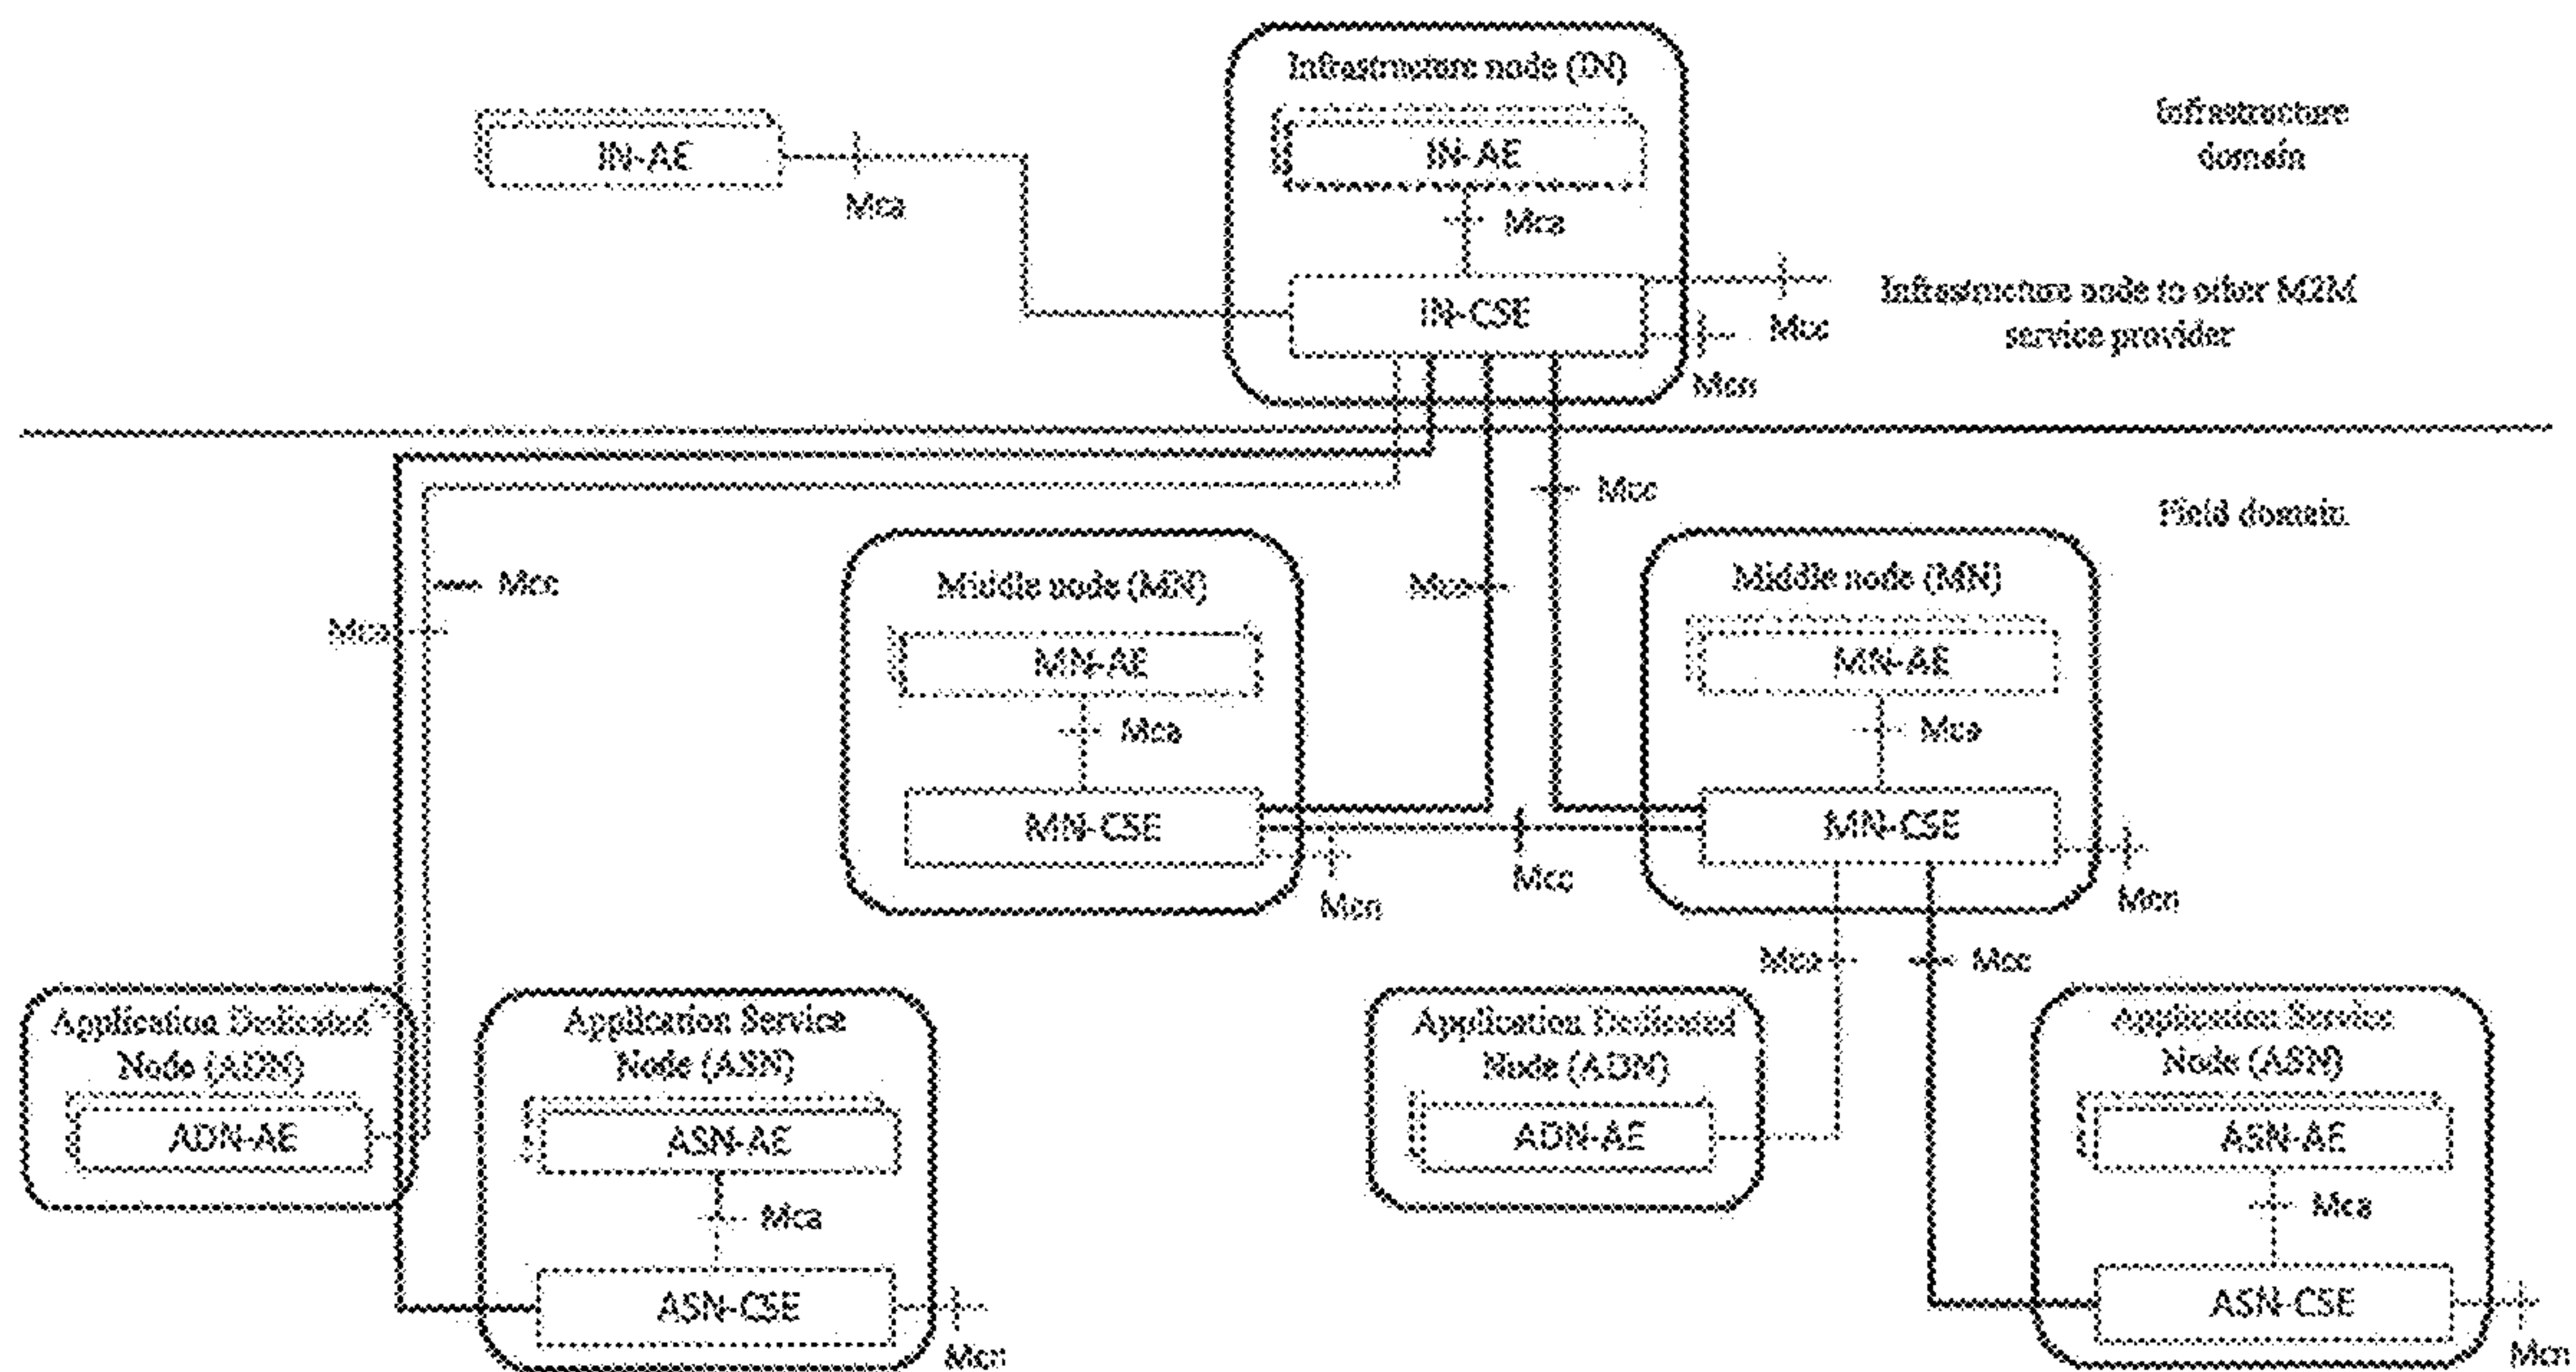 Infrastructure node (IN)
IN-AE
Mca
IN-AE
Mca
Infrastructure
domain
IN-CSE
Mcc
Mcn
Infrastructure node to other M2M
service provider
Mcc
Field domain
Mcc
Mca
Middle node (MN)
MN-AE
Mca
MN-CSE
Mcn
Mcc
Middle node (MN)
MN-AE
Mca
MN-CSE
Mcn
Mca
Mcc
Application Dedicated
Node (ADN)
ADN-AE
Application Service
Node (ASN)
ASN-AE
Mca
ASN-CSE
Mcn
Application Dedicated
Node (ADN)
ADN-AE
Application Service
Node (ASN)
ASN-AE
Mca
ASN-CSE
Mcn